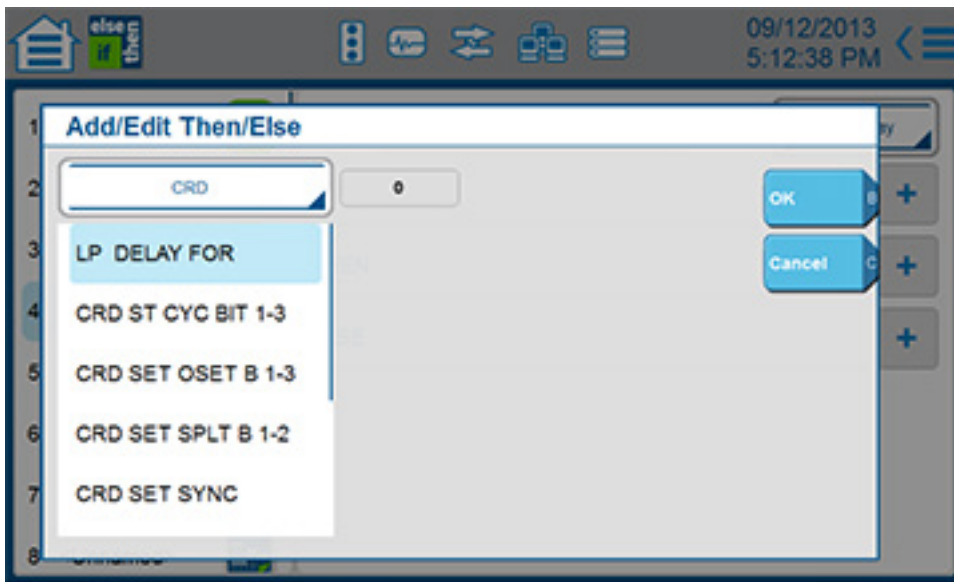 else
if then
09/12/2013
5:12:38 PM
1
Add/Edit Then/Else
2
CRD
0
OK B
3
LP DELAY FOR
Cancel C
4
CRD ST CYC BIT 1-3
5
CRD SET OSET B 1-3
6
CRD SET SPLT B 1-2
7
CRD SET SYNC
8